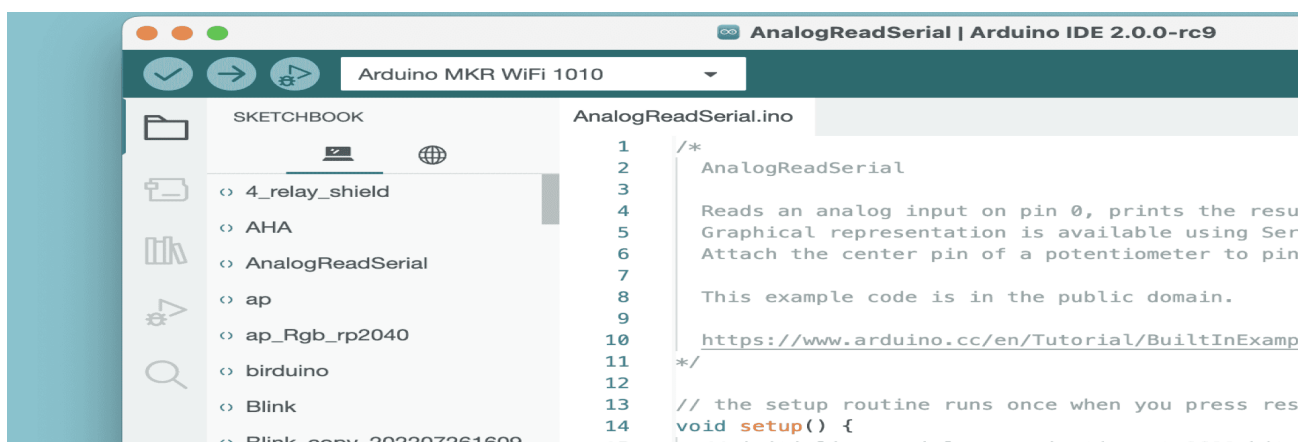 AnalogReadSerial | Arduino IDE 2.0.0-rc9
Arduino MKR WiFi 1010
SKETCHBOOK
4_relay_shield
AHA
AnalogReadSerial
ap
ap_Rgb_rp2040
birduino
Blink
AnalogReadSerial.ino
1 /*
2 AnalogReadSerial
3
4 Reads an analog input on pin 0, prints the resu
5 Graphical representation is available using Ser
6 Attach the center pin of a potentiometer to pin
7
8 This example code is in the public domain.
9
10 https://www.arduino.cc/en/Tutorial/BuiltInExamp
11 */
12
13 // the setup routine runs once when you press res
14 void setup() {